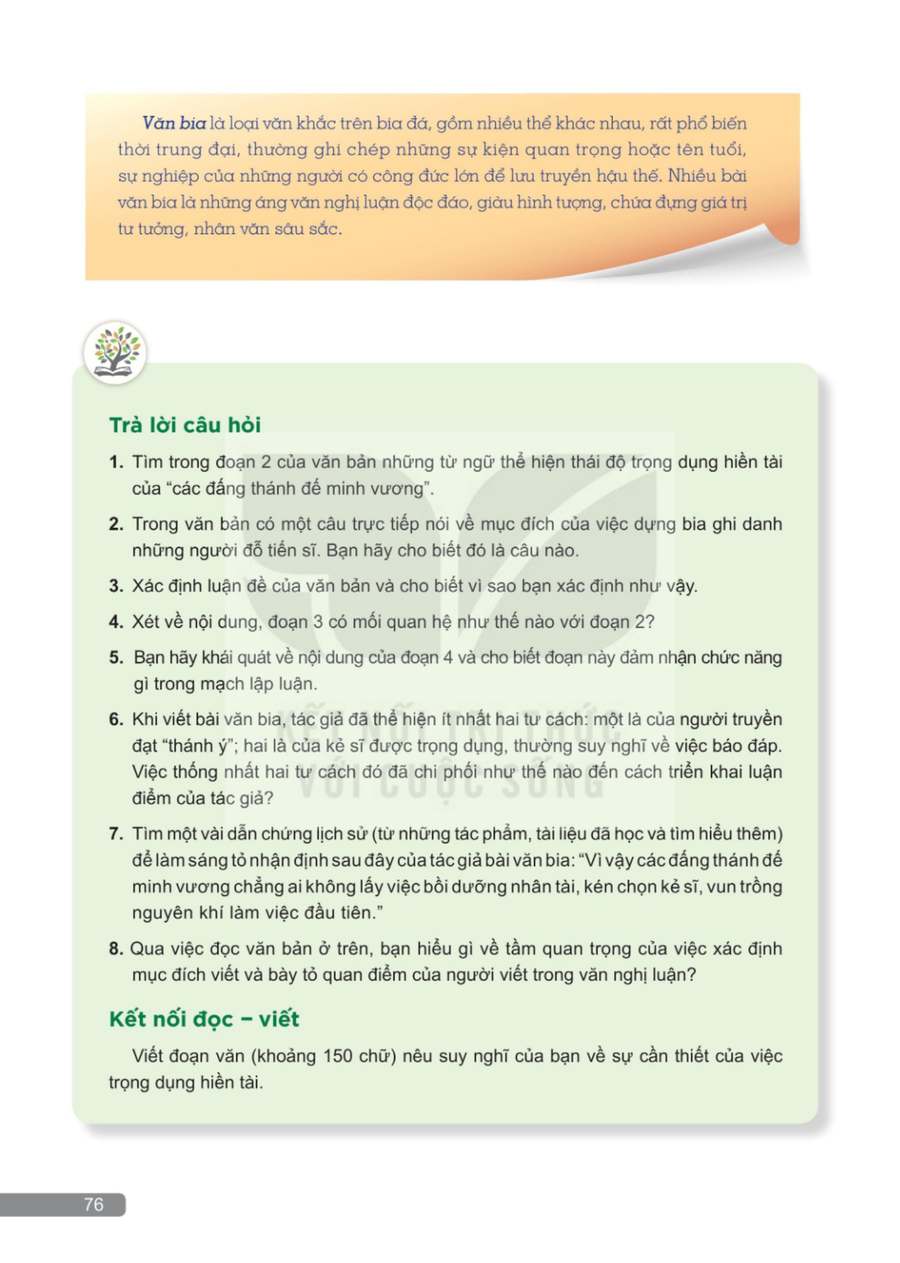 Văn bia là loại văn khắc trên bia đá, gồm nhiều thể khác nhau, rất phổ biến
thời trung đại, thường ghi chép những sự kiện quan trọng hoặc tên tuổi,
sự nghiệp của những người có công đức lớn để lưu truyền hậu thế. Nhiều bài
văn bia là những áng văn nghị luận độc đáo, giàu hình tượng, chứa đựng giá trị
tư tưởng, nhân văn sâu sắc.
Trả lời câu hỏi
1. Tìm trong đoạn 2 của văn bản những từ ngữ thể hiện thái độ trọng dụng hiền tài
của “các đấng thánh đế minh vương”.
2. Trong văn bản có một câu trực tiếp nói về mục đích của việc dựng bia ghi danh
những người đỗ tiến sĩ. Bạn hãy cho biết đó là câu nào.
3. Xác định luận đề của văn bản và cho biết vì sao bạn xác định như vậy.
4. Xét về nội dung, đoạn 3 có mối quan hệ như thế nào với đoạn 2?
5. Bạn hãy khái quát về nội dung của đoạn 4 và cho biết đoạn này đảm nhận chức năng
gì trong mạch lập luận.
6. Khi viết bài văn bia, tác giả đã thể hiện ít nhất hai tư cách: một là của người truyền
đạt “thánh ý”; hai là của kẻ sĩ được trọng dụng, thường suy nghĩ về việc báo đáp.
Việc thống nhất hai tư cách đó đã chi phối như thế nào đến cách triển khai luận
điểm của tác giả?
7. Tìm một vài dẫn chứng lịch sử (từ những tác phẩm, tài liệu đã học và tìm hiểu thêm)
để làm sáng tỏ nhận định sau đây của tác giả bài văn bia: “Vì vậy các đấng thánh đế
minh vương chẳng ai không lấy việc bồi dưỡng nhân tài, kén chọn kẻ sĩ, vun trồng
nguyên khí làm việc đầu tiên.”
8. Qua việc đọc văn bản ở trên, bạn hiểu gì về tầm quan trọng của việc xác định
mục đích viết và bày tỏ quan điểm của người viết trong văn nghị luận?
KẾT NỐI TRI THỨC
VỚI CUỘC SỐNG
Kết nối đọc – viết
Viết đoạn văn (khoảng 150 chữ) nêu suy nghĩ của bạn về sự cần thiết của việc
trọng dụng hiền tài.
76